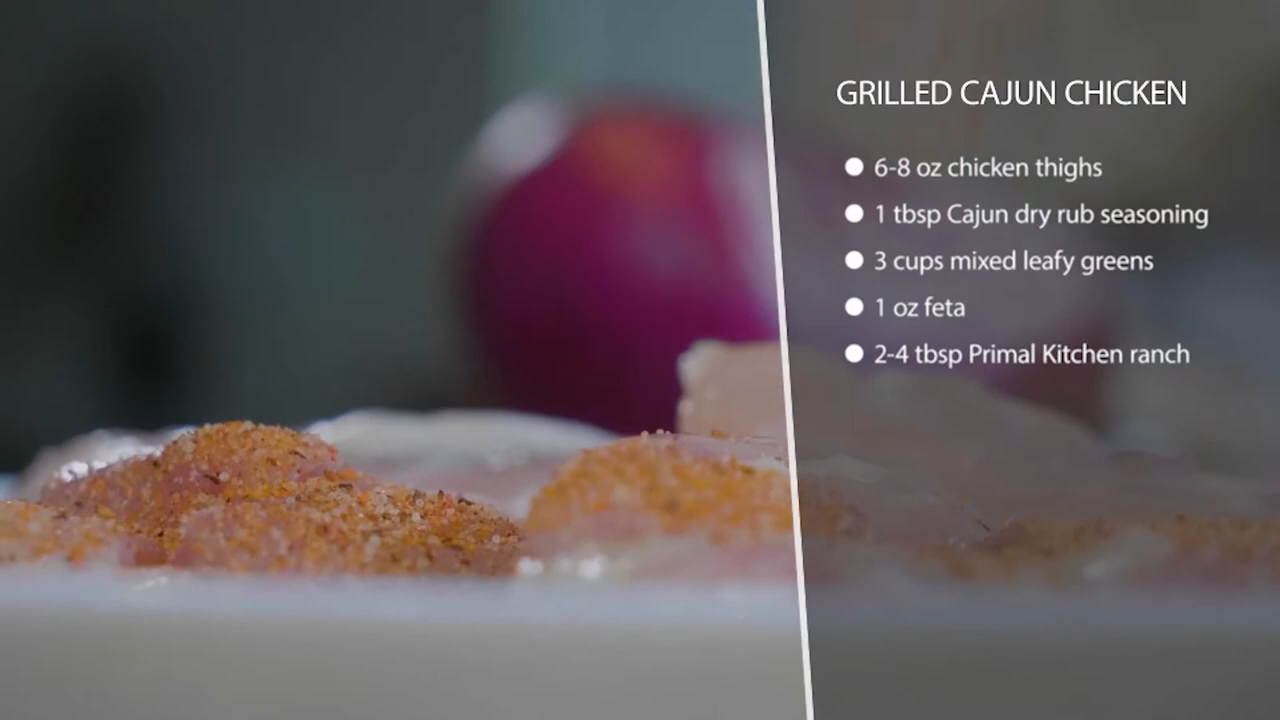 GRILLED CAJUN CHICKEN
6-8 oz chicken thighs
1 tbsp Cajun dry rub seasoning
3 cups mixed leafy greens
1 oz feta
2-4 tbsp Primal Kitchen ranch